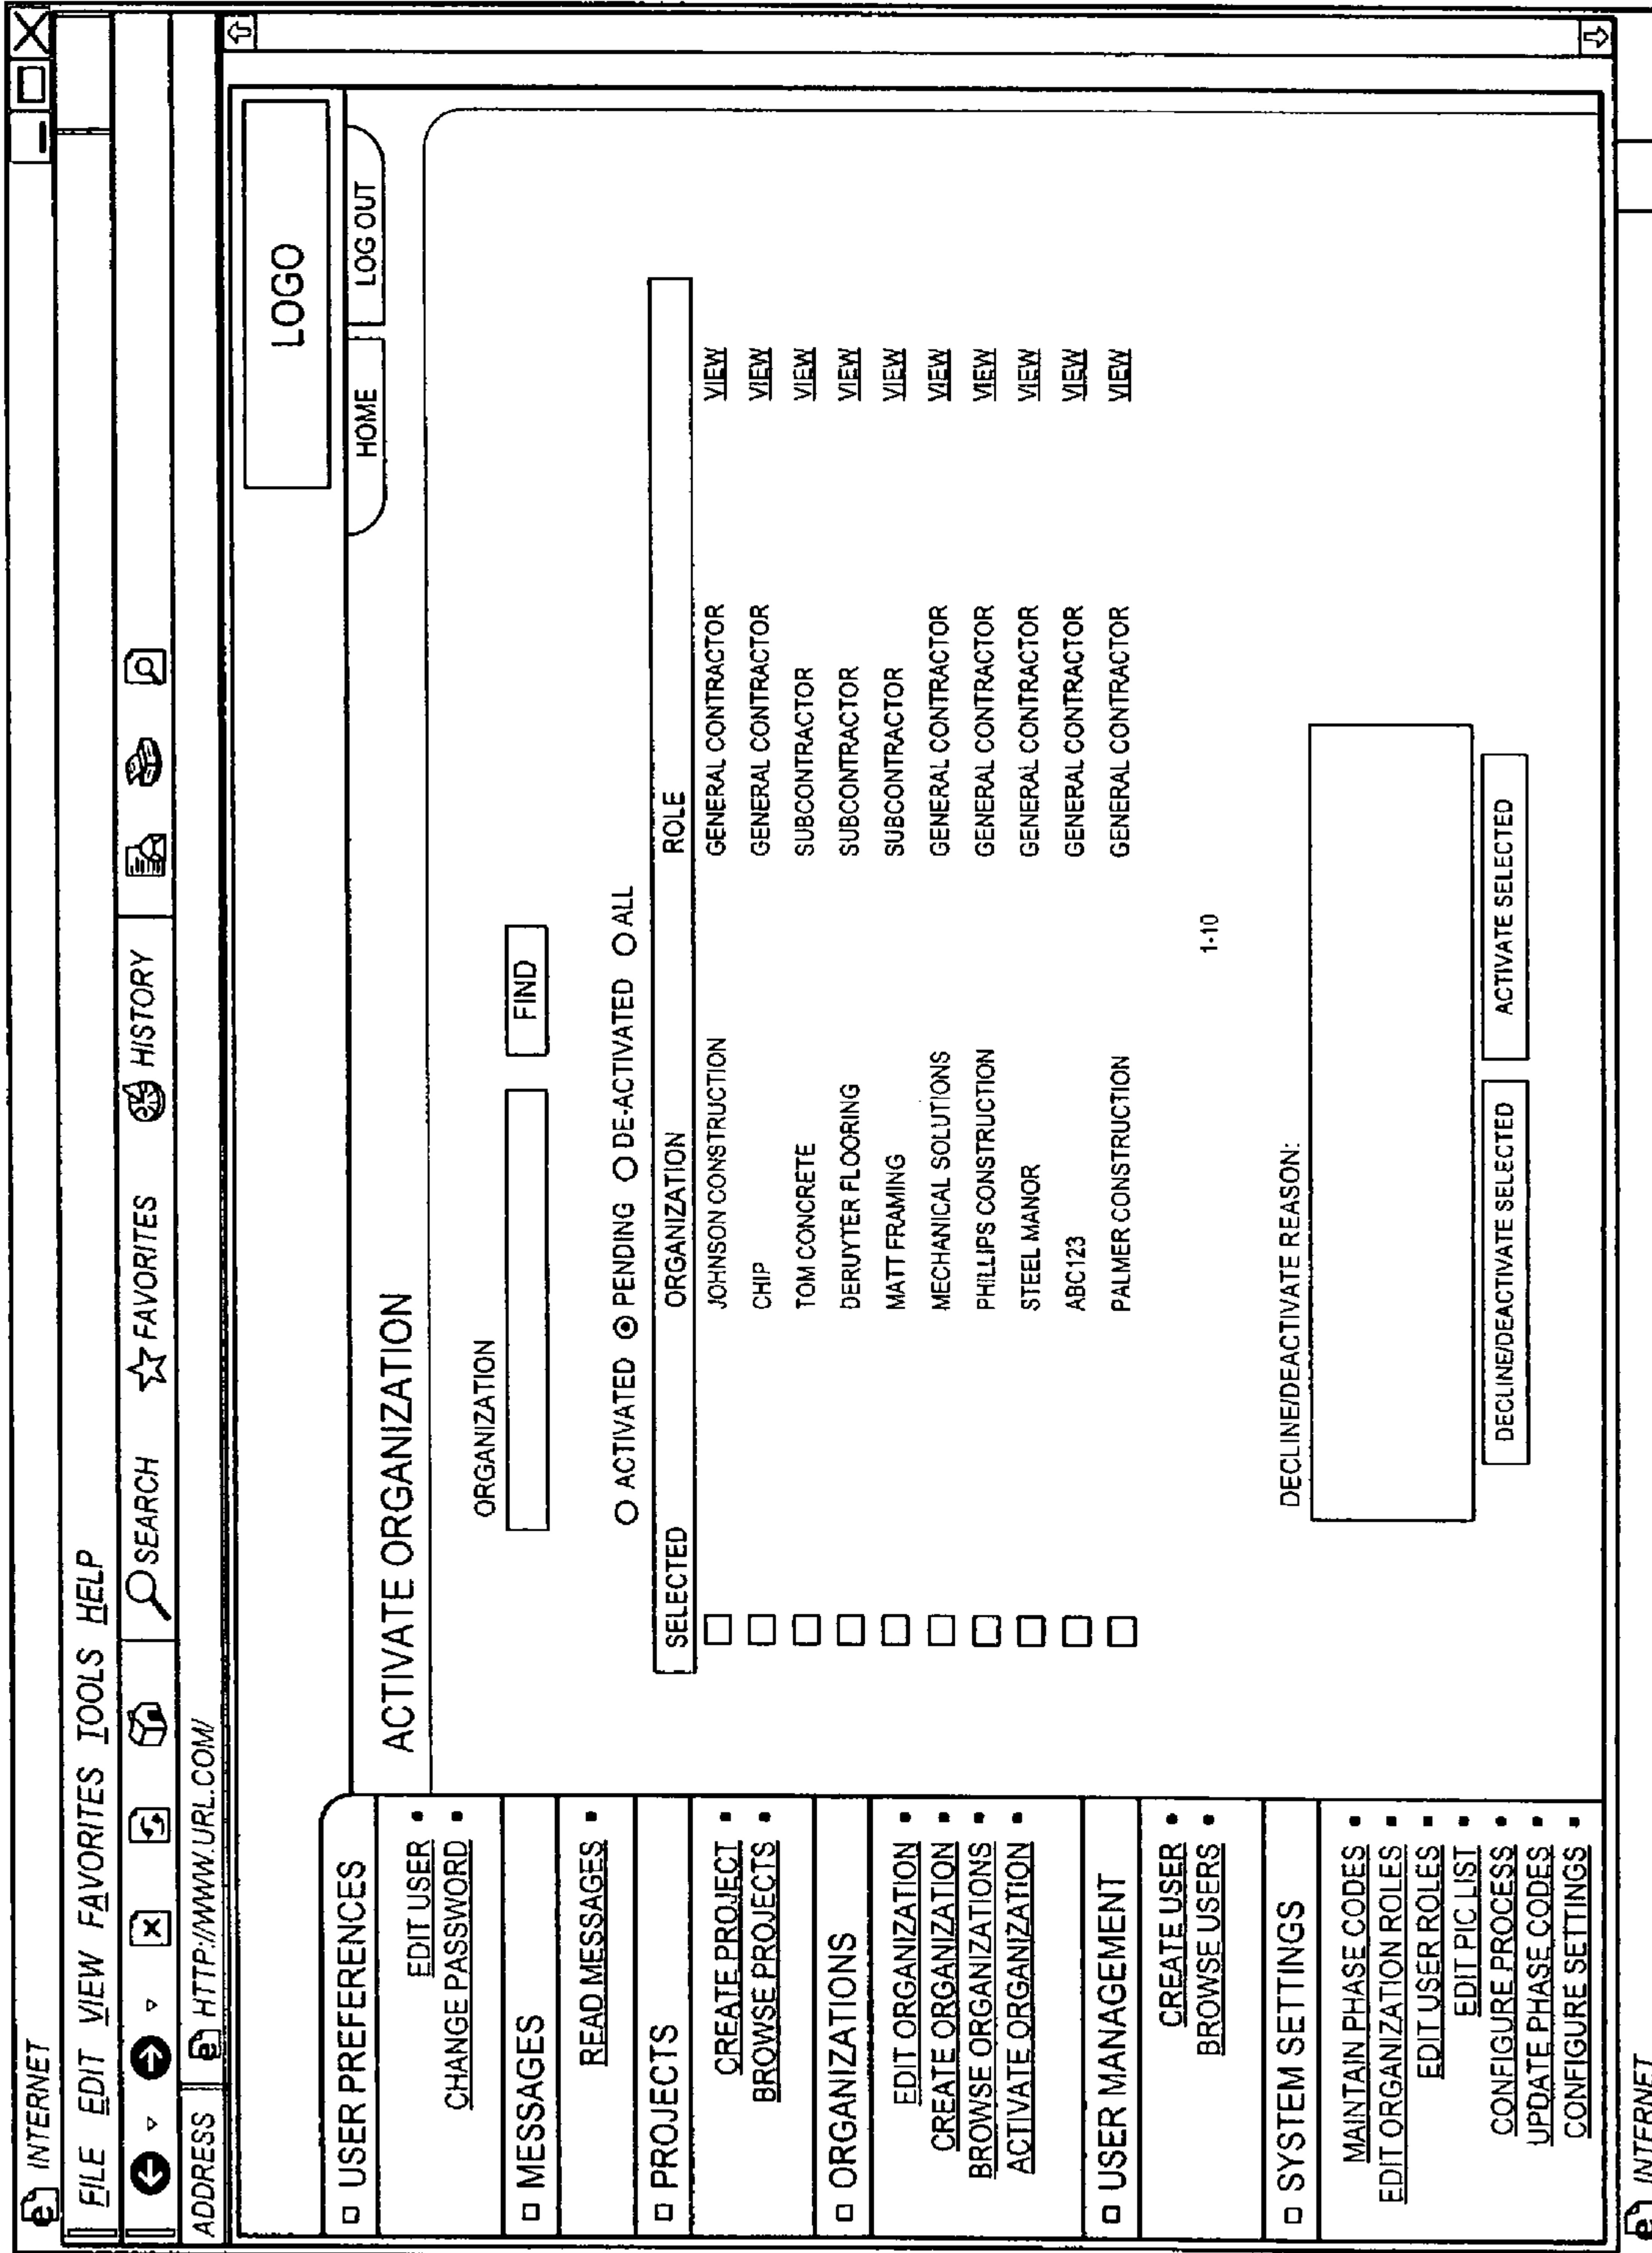 INTERNET
FILE EDIT VIEW FAVORITES TOOLS HELP
SEARCH FAVORITES HISTORY
ADDRESS HTTP://WWW.URL.COM/
LOGO
HOME LOG OUT
USER PREFERENCES
EDIT USER
CHANGE PASSWORD
MESSAGES
READ MESSAGES
PROJECTS
CREATE PROJECT
BROWSE PROJECTS
ORGANIZATIONS
EDIT ORGANIZATION
CREATE ORGANIZATION
BROWSE ORGANIZATIONS
ACTIVATE ORGANIZATION
USER MANAGEMENT
CREATE USER
BROWSE USERS
SYSTEM SETTINGS
MAINTAIN PHASE CODES
EDIT ORGANIZATION ROLES
EDIT USER ROLES
EDIT PIC LIST
CONFIGURE PROCESS
UPDATE PHASE CODES
CONFIGURE SETTINGS
ACTIVATE ORGANIZATION
ORGANIZATION
FIND
ACTIVATED PENDING DE-ACTIVATED ALL
SELECTED ORGANIZATION ROLE
JOHNSON CONSTRUCTION GENERAL CONTRACTOR VIEW
CHIP GENERAL CONTRACTOR VIEW
TOM CONCRETE SUBCONTRACTOR VIEW
DERUYTER FLOORING SUBCONTRACTOR VIEW
MATT FRAMING SUBCONTRACTOR VIEW
MECHANICAL SOLUTIONS GENERAL CONTRACTOR VIEW
PHILLIPS CONSTRUCTION GENERAL CONTRACTOR VIEW
STEEL MANOR GENERAL CONTRACTOR VIEW
ABC123 GENERAL CONTRACTOR VIEW
PALMER CONSTRUCTION GENERAL CONTRACTOR VIEW
1-10
DECLINE/DEACTIVATE REASON:
DECLINE/DEACTIVATE SELECTED ACTIVATE SELECTED
INTERNET